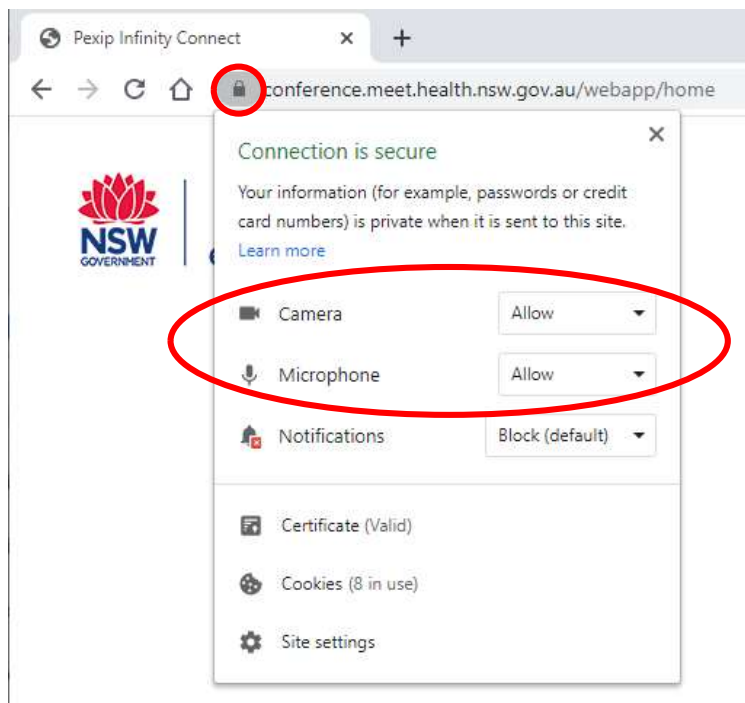 Pexip Infinity Connect
conference.meet.health.nsw.gov.au/webapp/home
Connection is secure
Your information (for example, passwords or credit
card numbers) is private when it is sent to this site.
Learn more
NSW
GOVERNMENT
Camera Allow
Microphone Allow
Notifications Block (default)
Certificate (Valid)
Cookies (8 in use)
Site settings